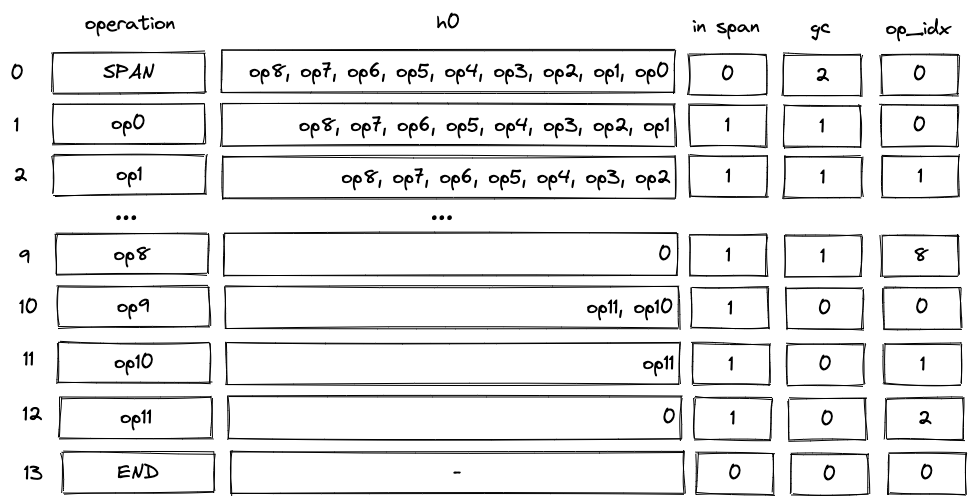 operation h0 in span gc op_idx
0 SPAN op8, op7, op6, op5, op4, op3, op2, op1, op0 0 2 0
1 op0 op8, op7, op6, op5, op4, op3, op2, op1 1 1 0
2 op1 op8, op7, op6, op5, op4, op3, op2 1 1 1
... ...
9 op8 0 1 1 8
10 op9 op11, op10 1 0 0
11 op10 op11 1 0 1
12 op11 0 1 0 2
13 END - 0 0 0